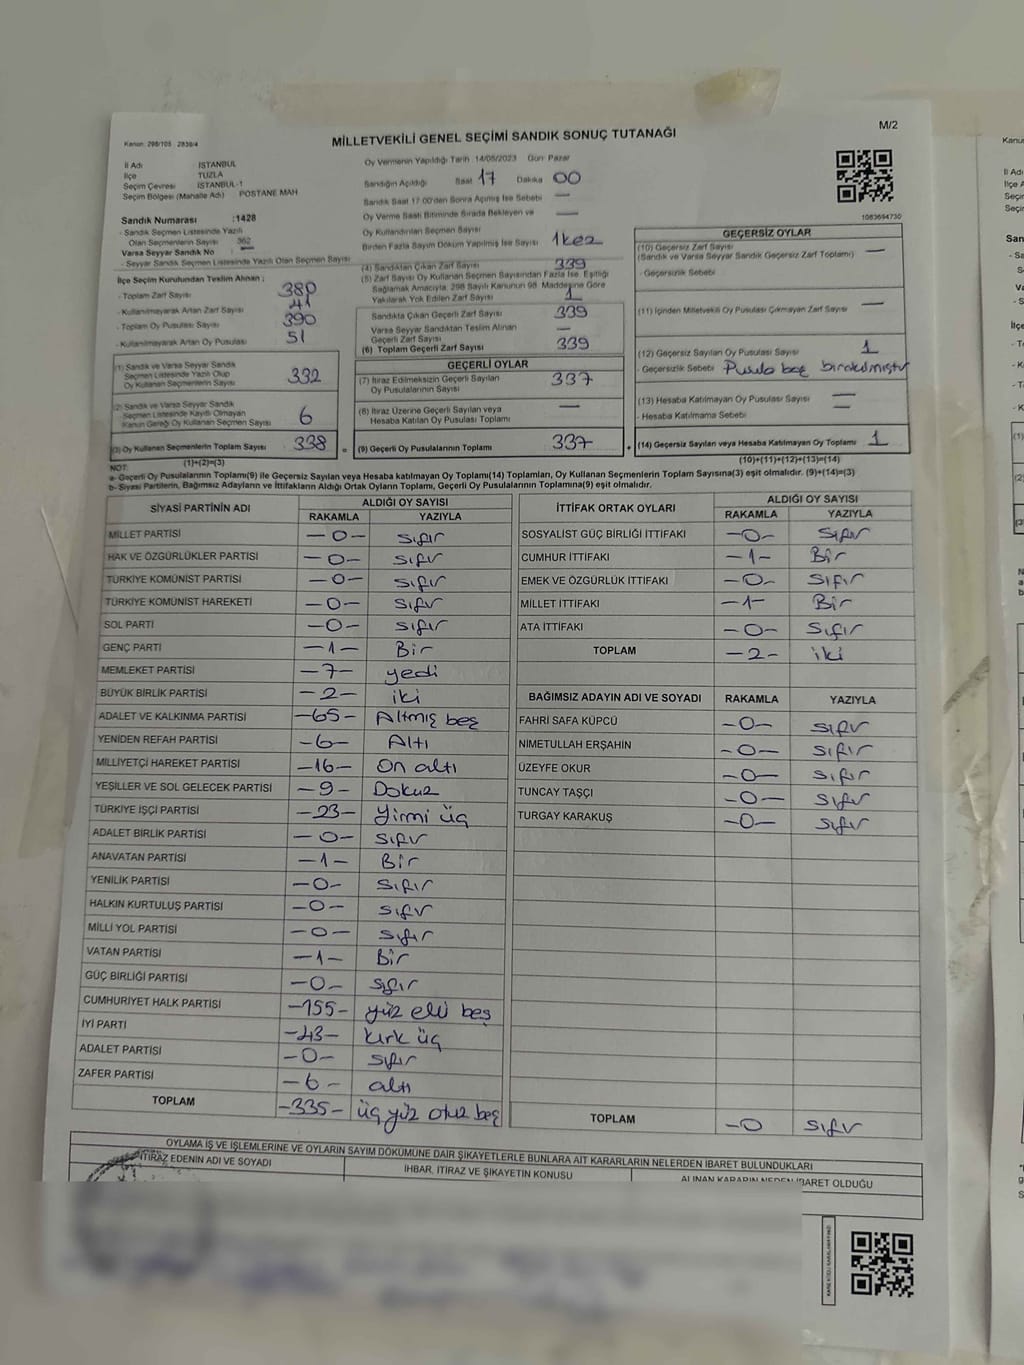 M/2
Kanun: 298/105 2839/4
MİLLETVEKİLİ GENEL SEÇİMİ SANDIK SONUÇ TUTANAĞI
İl Adı İSTANBUL
İlçe TUZLA
Seçim Çevresi İSTANBUL-1
Seçim Bölgesi (Mahalle Adı) POSTANE MAH
Sandık Numarası :1428
- Sandık Seçmen Listesinde Yazılı
Olan Seçmenlerin Sayısı 362
Varsa Seyyar Sandık No
- Seyyar Sandık Seçmen Listesinde Yazılı Olan Seçmen Sayısı
İlçe Seçim Kurulundan Teslim Alınan ;
- Toplam Zarf Sayısı 380
- Kullanılmayarak Artan Zarf Sayısı 41
- Toplam Oy Pusulası Sayısı 390
- Kullanılmayarak Artan Oy Pusulası 51
(1) Sandık ve Varsa Seyyar Sandık
Seçmen Listesinde Yazılı Olup
Oy Kullanan Seçmenlerin Sayısı 332
(2) Sandık ve Varsa Seyyar Sandık
Seçmen Listesinde Kayıtlı Olmayan
Kanun Gereği Oy Kullanan Seçmen Sayısı 6
(3) Oy Kullanan Seçmenlerin Toplam Sayısı 338
(1)+(2)=(3)
Oy Vermenin Yapıldığı Tarih :14/05/2023 Gün: Pazar
Sandığın Açıldığı Saat 17 Dakika 00
Sandık Saat 17.00'den Sonra Açılmış İse Sebebi —
Oy Verme Saati Bitiminde Sırada Bekleyen ve
Oy Kullandırılan Seçmen Sayısı —
Birden Fazla Sayım Döküm Yapılmış İse Sayısı 1 kez
(4) Sandıktan Çıkan Zarf Sayısı 339
(5) Zarf Sayısı Oy Kullanan Seçmen Sayısından Fazla İse, Eşitliği
Sağlamak Amacıyla, 298 Sayılı Kanunun 98. Maddesine Göre
Yakılarak Yok Edilen Zarf Sayısı 1
Sandıkta Çıkan Geçerli Zarf Sayısı 339
Varsa Seyyar Sandıktan Teslim Alınan
Geçerli Zarf Sayısı —
(6) Toplam Geçerli Zarf Sayısı 339
GEÇERLİ OYLAR
(7) İtiraz Edilmeksizin Geçerli Sayılan
Oy Pusulasının Sayısı 337
(8) İtiraz Üzerine Geçerli Sayılan veya
Hesaba Katılan Oy Pusulası Toplamı —
(9) Geçerli Oy Pusulalarının Toplamı 337
1083694730
GEÇERSİZ OYLAR
(10) Geçersiz Zarf Sayısı —
(Sandık ve Varsa Seyyar Sandık Geçersiz Zarf Toplamı)
- Geçersizlik Sebebi
(11) İçinden Milletvekili Oy Pusulası Çıkmayan Zarf Sayısı —
(12) Geçersiz Sayılan Oy Pusulası Sayısı 1
- Geçersizlik Sebebi Pusula boş bırakılmıştır
(13) Hesaba Katılmayan Oy Pusulası Sayısı —
- Hesaba Katılmama Sebebi —
(14) Geçersiz Sayılan veya Hesaba Katılmayan Oy Toplamı 1
(10)+(11)+(12)+(13)=(14)
NOT:
a- Geçerli Oy Pusulalarının Toplamı(9) ile Geçersiz Sayılan veya Hesaba katılmayan Oy Toplamı(14) Toplamları, Oy Kullanan Seçmenlerin Toplam Sayısına(3) eşit olmalıdır. (9)+(14)=(3)
b- Siyasi Partilerin, Bağımsız Adayların ve İttifakların Aldığı Ortak Oyların Toplamı, Geçerli Oy Pusulalarının Toplamına(9) eşit olmalıdır.
SİYASİ PARTİNİN ADI ALDIĞI OY SAYISI
RAKAMLA YAZIYLA
MİLLET PARTİSİ —0— sıfır
HAK VE ÖZGÜRLÜKLER PARTİSİ —0— sıfır
TÜRKİYE KOMÜNİST PARTİSİ —0— sıfır
TÜRKİYE KOMÜNİST HAREKETİ —0— sıfır
SOL PARTİ —0— sıfır
GENÇ PARTİ —1— Bir
MEMLEKET PARTİSİ —7— yedi
BÜYÜK BİRLİK PARTİSİ —2— iki
ADALET VE KALKINMA PARTİSİ —65— Altmış beş
YENİDEN REFAH PARTİSİ —6— Altı
MİLLİYETÇİ HAREKET PARTİSİ —16— On altı
YEŞİLLER VE SOL GELECEK PARTİSİ —9— Dokuz
TÜRKİYE İŞÇİ PARTİSİ —23— Yirmi üç
ADALET BİRLİK PARTİSİ —0— sıfır
ANAVATAN PARTİSİ —1— Bir
YENİLİK PARTİSİ —0— sıfır
HALKIN KURTULUŞ PARTİSİ —0— sıfır
MİLLİ YOL PARTİSİ —0— sıfır
VATAN PARTİSİ —1— Bir
GÜÇ BİRLİĞİ PARTİSİ —0— sıfır
CUMHURİYET HALK PARTİSİ —155— yüz elli beş
İYİ PARTİ —43— kırk üç
ADALET PARTİSİ —0— sıfır
ZAFER PARTİSİ —6— altı
TOPLAM —335— üç yüz otuz beş
İTTİFAK ORTAK OYLARI ALDIĞI OY SAYISI
RAKAMLA YAZIYLA
SOSYALİST GÜÇ BİRLİĞİ İTTİFAKI —0— sıfır
CUMHUR İTTİFAKI —1— Bir
EMEK VE ÖZGÜRLÜK İTTİFAKI —0— sıfır
MİLLET İTTİFAKI —1— Bir
ATA İTTİFAKI —0— sıfır
TOPLAM —2— iki
BAĞIMSIZ ADAYIN ADI VE SOYADI RAKAMLA YAZIYLA
FAHRİ SAFA KÜPCÜ —0— sıfır
NİMETULLAH ERŞAHİN —0— sıfır
ÜZEYFE OKUR —0— sıfır
TUNCAY TAŞÇI —0— sıfır
TURGAY KARAKUŞ —0— sıfır
TOPLAM —0 sıfır
OYLAMA İŞ VE İŞLEMLERİNE VE OYLARIN SAYIM DÖKÜMÜNE DAİR ŞİKAYETLERLE BUNLARA AİT KARARLARIN NELERDEN İBARET BULUNDUKLARI
İTİRAZ EDENİN ADI VE SOYADI İHBAR, İTİRAZ VE ŞİKAYETİN KONUSU ALINAN KARARIN NEDEN İBARET OLDUĞU